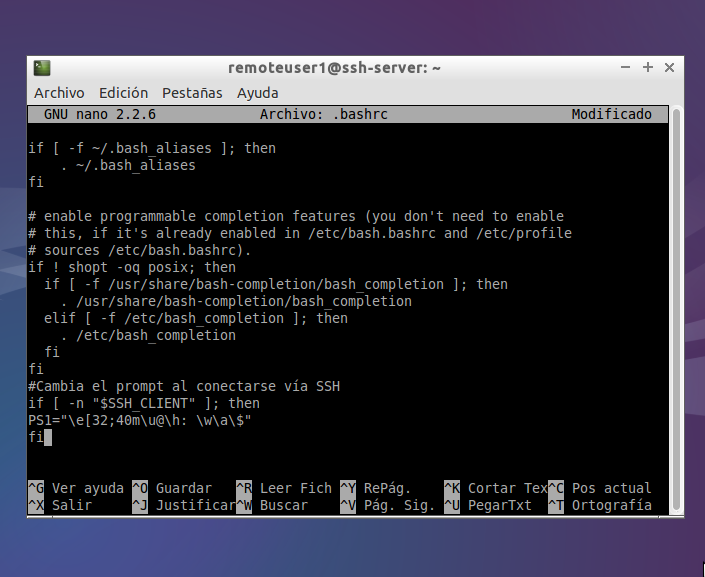 remoteuser1@ssh-server: ~
Archivo Edición Pestañas Ayuda
GNU nano 2.2.6 Archivo: .bashrc Modificado
if [ -f ~/.bash_aliases ]; then
    . ~/.bash_aliases
fi
# enable programmable completion features (you don't need to enable
# this, if it's already enabled in /etc/bash.bashrc and /etc/profile
# sources /etc/bash.bashrc).
if ! shopt -oq posix; then
  if [ -f /usr/share/bash-completion/bash_completion ]; then
    . /usr/share/bash-completion/bash_completion
  elif [ -f /etc/bash_completion ]; then
    . /etc/bash_completion
  fi
fi
#Cambia el prompt al conectarse vía SSH
if [ -n "$SSH_CLIENT" ]; then
PS1="\e[32;40m\u@\h: \w\a\$"
fi
^G Ver ayuda ^O Guardar ^R Leer Fich ^Y RePág. ^K Cortar Tex^C Pos actual
^X Salir ^J Justificar^W Buscar ^V Pág. Sig. ^U PegarTxt ^T Ortografía